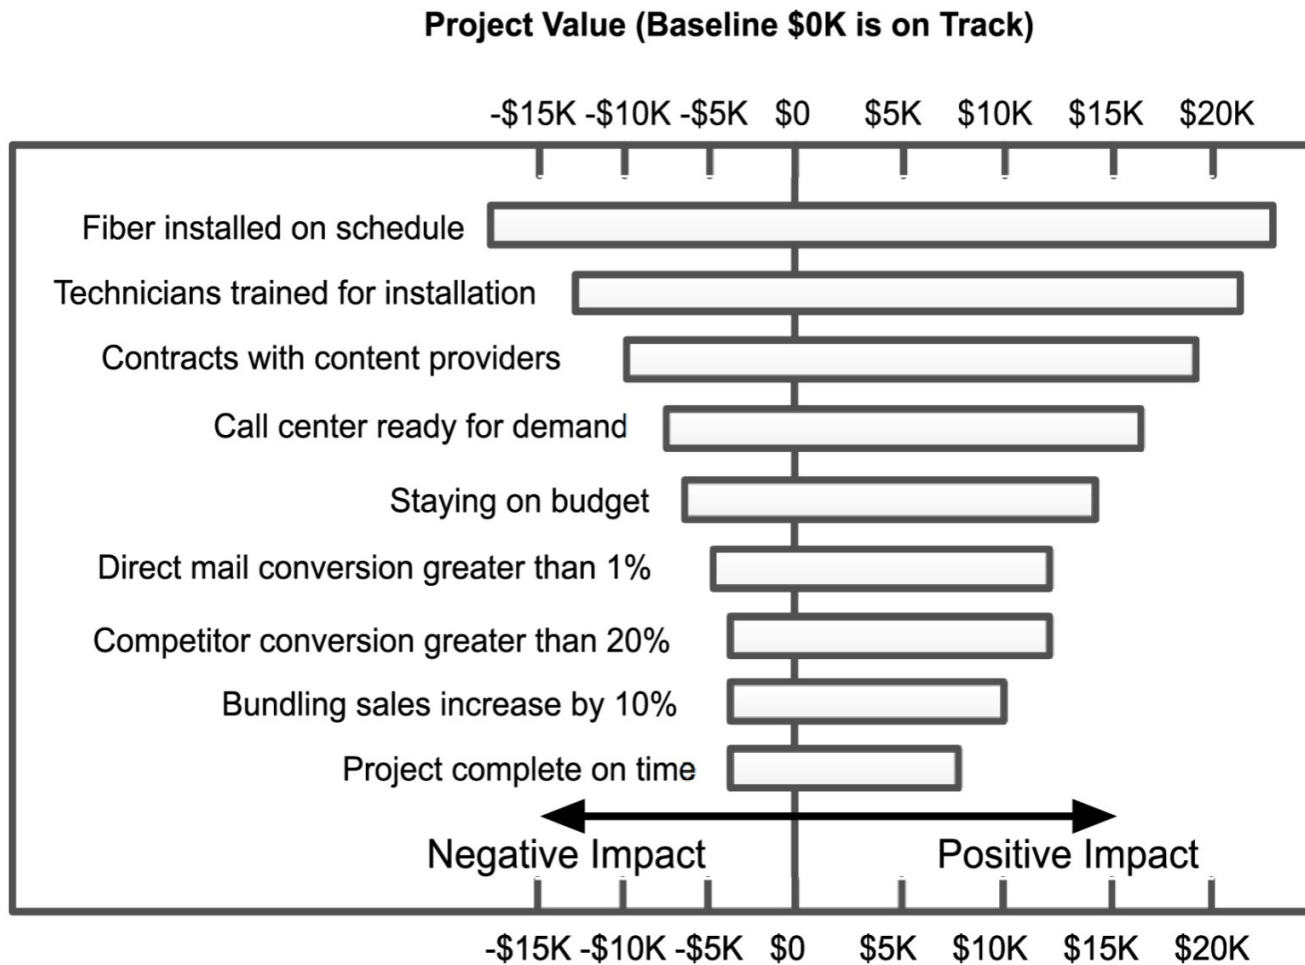 Project Value (Baseline $0K is on Track)
-$15K -$10K -$5K $0 $5K $10K $15K $20K
Fiber installed on schedule
Technicians trained for installation
Contracts with content providers
Call center ready for demand
Staying on budget
Direct mail conversion greater than 1%
Competitor conversion greater than 20%
Bundling sales increase by 10%
Project complete on time
Negative Impact Positive Impact
-$15K -$10K -$5K $0 $5K $10K $15K $20K